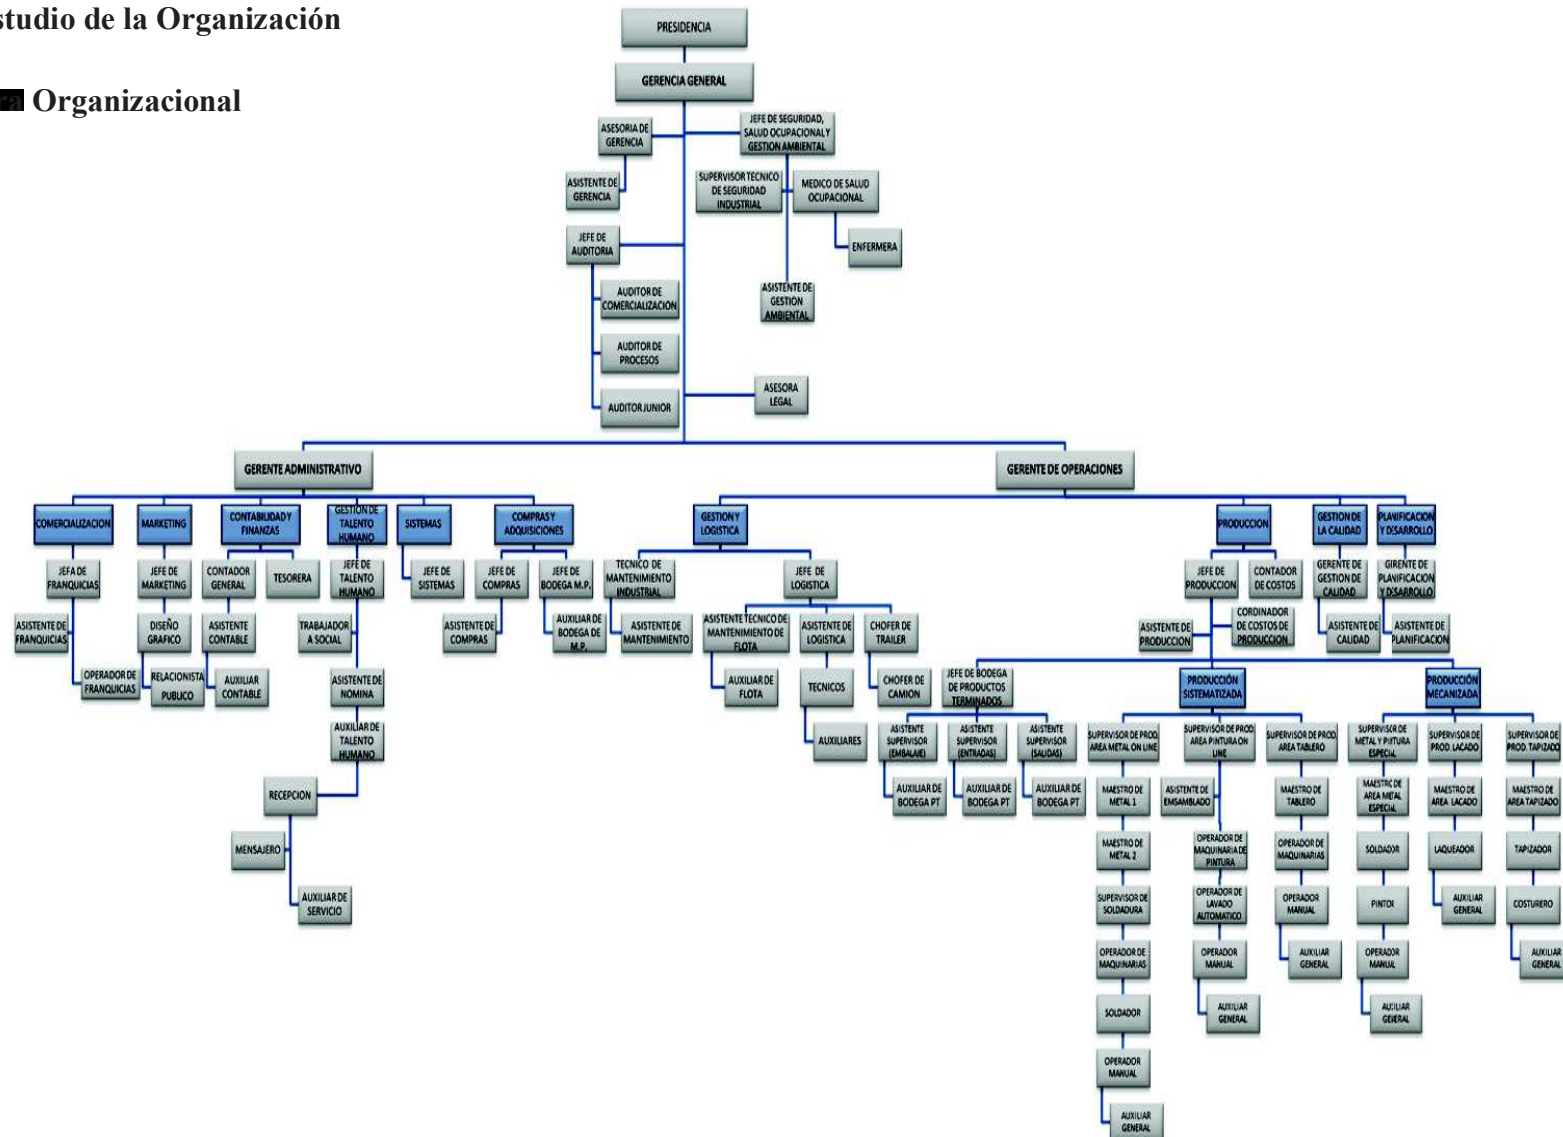 studio de la Organización
ra Organizacional
PRESIDENCIA
GERENCIA GENERAL
ASESORIA DE
GERENCIA
JEFE DE SEGURIDAD,
SALUD OCUPACIONAL Y
GESTION AMBIENTAL
ASISTENTE DE
GERENCIA
SUPERVISOR TECNICO
DE SEGURIDAD
INDUSTRIAL
MEDICO DE SALUD
OCUPACIONAL
JEFE DE
AUDITORIA
ENFERMERA
AUDITOR DE
COMERCIALIZACION
ASISTENTE DE
GESTION
AMBIENTAL
AUDITOR DE
PROCESOS
AUDITOR JUNIOR
ASESORA
LEGAL
GERENTE ADMINISTRATIVO
GERENTE DE OPERACIONES
COMERCIALIZACION
MARKETING
CONTABILIDAD Y
FINANZAS
GESTION DE
TALENTO
HUMANO
SISTEMAS
COMPRAS Y
ADQUISICIONES
GESTION Y
LOGISTICA
PRODUCCION
GESTION DE
LA CALIDAD
PLANIFICACION
Y DESARROLLO
JEFA DE
FRANQUICIAS
JEFE DE
MARKETING
CONTADOR
GENERAL
TESORERA
JEFE DE
TALENTO
HUMANO
JEFE DE
SISTEMAS
JEFE DE
COMPRAS
JEFE DE
BODEGA M.P.
TECNICO DE
MANTENIMIENTO
INDUSTRIAL
JEFE DE
LOGISTICA
JEFE DE
PRODUCCION
CONTADOR
DE COSTOS
GERENTE DE
GESTION DE
CALIDAD
GIRENTE DE
PLANIFICACION
Y DESARROLLO
ASISTENTE DE
FRANQUICIAS
DISEÑO
GRAFICO
ASISTENTE
CONTABLE
TRABAJADOR
A SOCIAL
ASISTENTE DE
COMPRAS
AUXILIAR DE
BODEGA DE
M.P.
ASISTENTE DE
MANTENIMIENTO
ASISTENTE TECNICO DE
MANTENIMIENTO DE
FLOTA
ASISTENTE DE
LOGISTICA
CHOFER DE
TRAILER
ASISTENTE DE
PRODUCCION
CORDINADOR
DE COSTOS DE
PRODUCCION
ASISTENTE DE
CALIDAD
ASISTENTE DE
PLANIFICACION
OPERADOR DE
FRANQUICIAS
RELACIONISTA
PUBLICO
AUXILIAR
CONTABLE
ASISTENTE DE
NOMINA
AUXILIAR DE
FLOTA
TECNICOS
CHOFER DE
CAMION
JEFE DE BODEGA
DE PRODUCTOS
TERMINADOS
PRODUCCIÓN
SISTEMATIZADA
PRODUCCIÓN
MECANIZADA
AUXILIAR DE
TALENTO
HUMANO
AUXILIARES
ASISTENTE
SUPERVISOR
(EMBALAJE)
ASISTENTE
SUPERVISOR
(ENTRADAS)
ASISTENTE
SUPERVISOR
(SALIDAS)
SUPERVISOR DE PROD.
AREA METAL ON LINE
SUPERVISOR DE PROD.
AREA PINTURA ON
LINE
SUPERVISOR DE PROD.
AREA TABLERO
SUPERVISOR DE
METAL Y PINTURA
ESPECIAL
SUPERVISOR DE
PROD. LACADO
SUPERVISOR DE
PROD. TAPIZADO
RECEPCION
AUXILIAR DE
BODEGA PT
AUXILIAR DE
BODEGA PT
AUXILIAR DE
BODEGA PT
MAESTRO DE
METAL 1
ASISTENTE DE
EMSAMBLADO
MAESTRO DE
TABLERO
MAESTRO DE
AREA METAL
ESPECIAL
MAESTRO DE
AREA LACADO
MAESTRO DE
AREA TAPIZADO
MENSAJERO
MAESTRO DE
METAL 2
OPERADOR DE
MAQUINARIA DE
PINTURA
OPERADOR DE
MAQUINARIAS
SOLDADOR
LAQUEADOR
TAPIZADOR
AUXILIAR DE
SERVICIO
SUPERVISOR DE
SOLDADURA
OPERADOR DE
LAVADO
AUTOMATICO
OPERADOR
MANUAL
PINTOR
AUXILIAR
GENERAL
COSTURERO
OPERADOR DE
MAQUINARIAS
OPERADOR
MANUAL
AUXILIAR
GENERAL
OPERADOR
MANUAL
AUXILIAR
GENERAL
SOLDADOR
AUXILIAR
GENERAL
AUXILIAR
GENERAL
OPERADOR
MANUAL
AUXILIAR
GENERAL